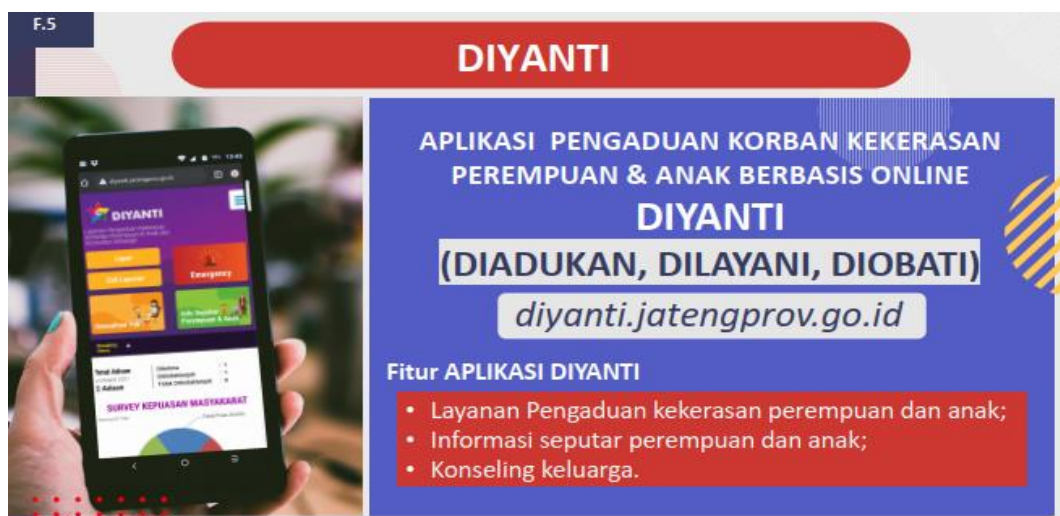 F.5
DIYANTI
APLIKASI PENGADUAN KORBAN KEKERASAN
PEREMPUAN & ANAK BERBASIS ONLINE
DIYANTI
(DIADUKAN, DILAYANI, DIOBATI)
diyanti.jatengprov.go.id
Fitur APLIKASI DIYANTI
• Layanan Pengaduan kekerasan perempuan dan anak;
• Informasi seputar perempuan dan anak;
• Konseling keluarga.
DIYANTI
Emergency
SURVEY KEPUASAN MASYAKARAT